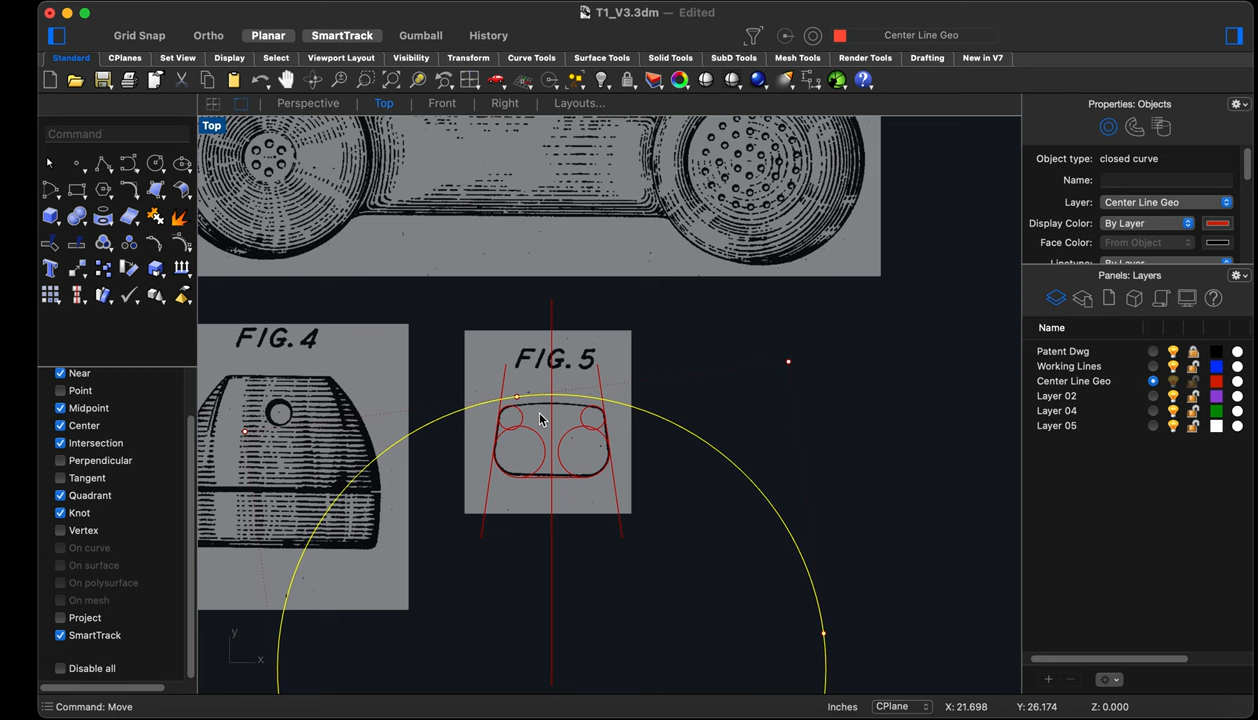 T1_V3.3dm — Edited
Grid Snap Ortho Planar SmartTrack Gumball History Center Line Geo
Standard CPlanes Set View Display Select Viewport Layout Visibility Transform Curve Tools Surface Tools Solid Tools SubD Tools Mesh Tools Render Tools Drafting New in V7
Perspective Top Front Right Layouts...
Top
Command
Near
Point
Midpoint
Center
Intersection
Perpendicular
Tangent
Quadrant
Knot
Vertex
On curve
On surface
On polysurface
On mesh
Project
SmartTrack
Disable all
FIG. 4
FIG. 5
y
x
Properties: Objects
Object type: closed curve
Name:
Layer: Center Line Geo
Display Color: By Layer
Face Color: From Object
Linetype: By Layer
Panels: Layers
Name
Patent Dwg
Working Lines
Center Line Geo
Layer 02
Layer 04
Layer 05
Command: Move Inches CPlane X: 21.698 Y: 26.174 Z: 0.000